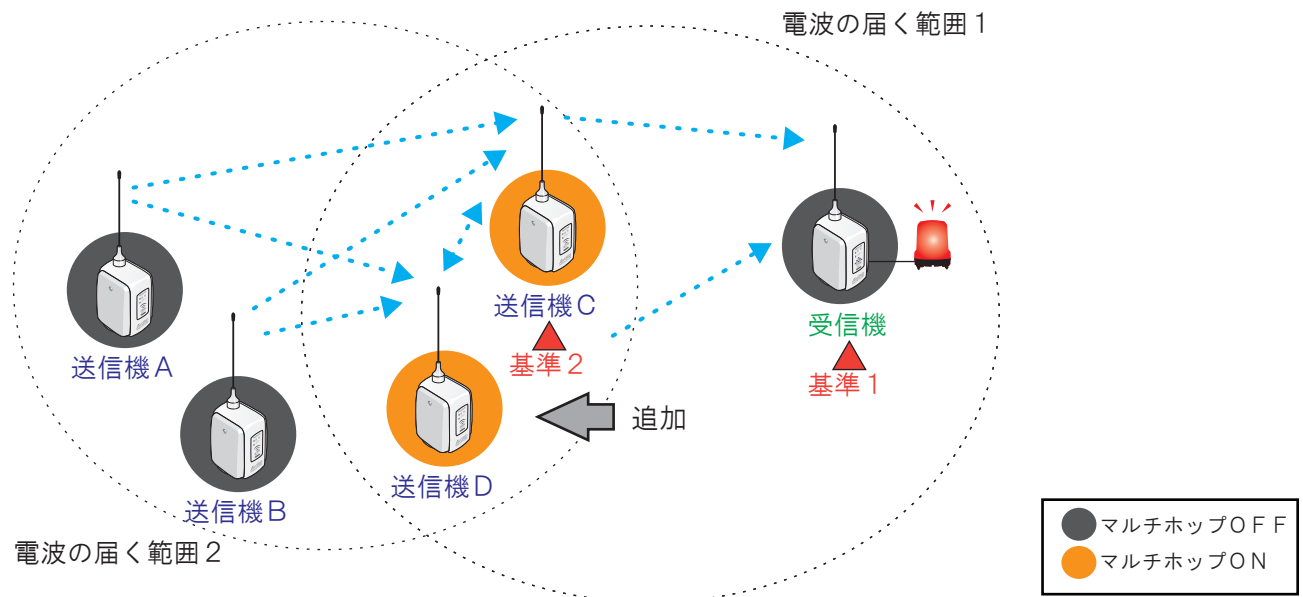 電波の届く範囲１
送信機Ｃ
基準２
受信機
基準１
送信機Ａ
追加
送信機Ｄ
送信機Ｂ
電波の届く範囲２
マルチホップＯＦＦ
マルチホップＯＮ